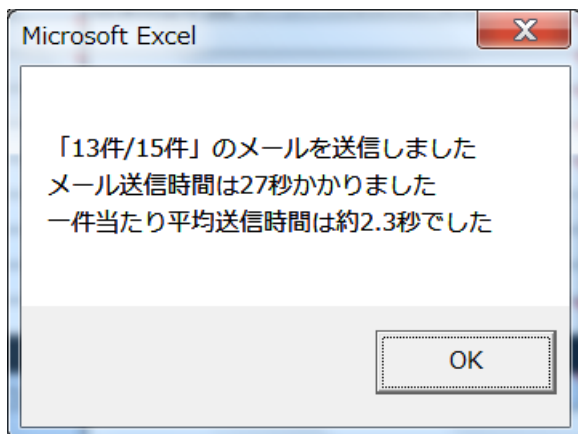 Microsoft Excel
「13件/15件」のメールを送信しました
メール送信時間は27秒かかりました
一件当たり平均送信時間は約2.3秒でした
OK